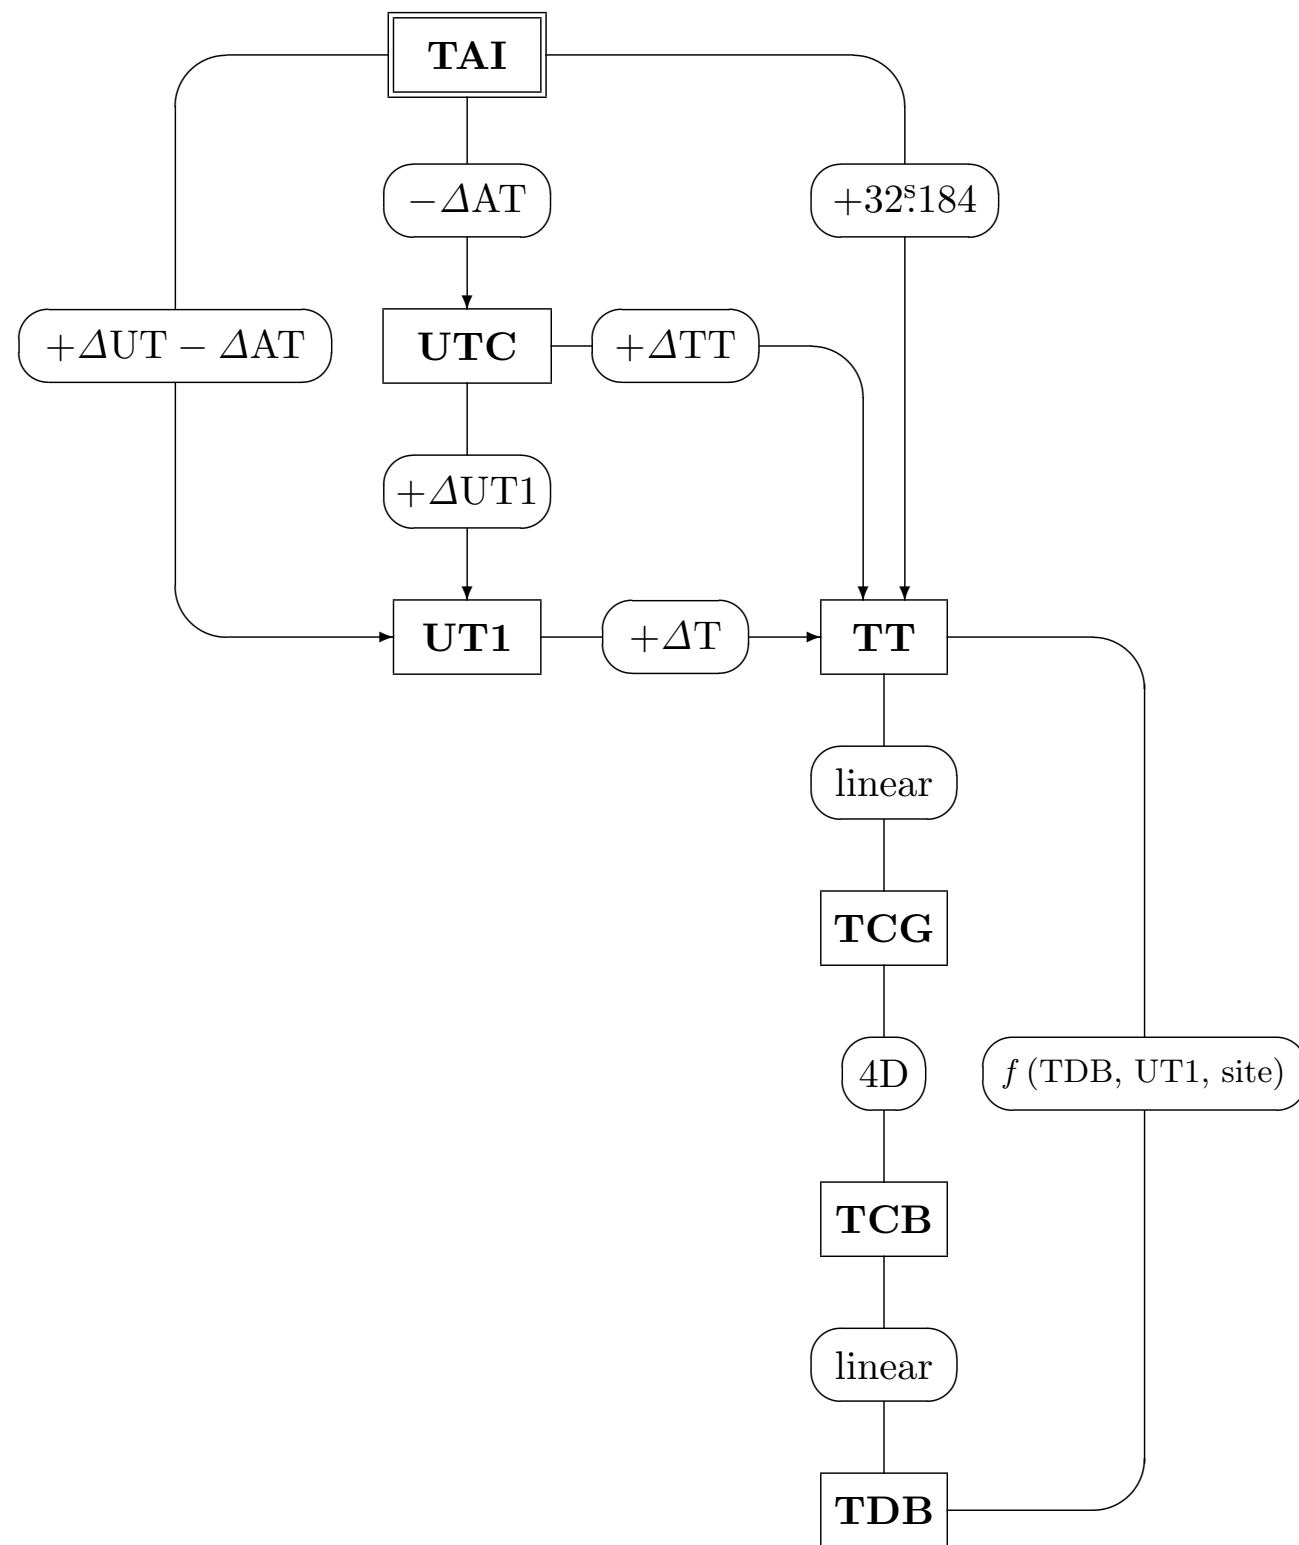 TAI
−ΔAT
+32ˢ.184
+ΔUT − ΔAT
UTC
+ΔTT
+ΔUT1
UT1
+ΔT
TT
linear
TCG
4D
f (TDB, UT1, site)
TCB
linear
TDB